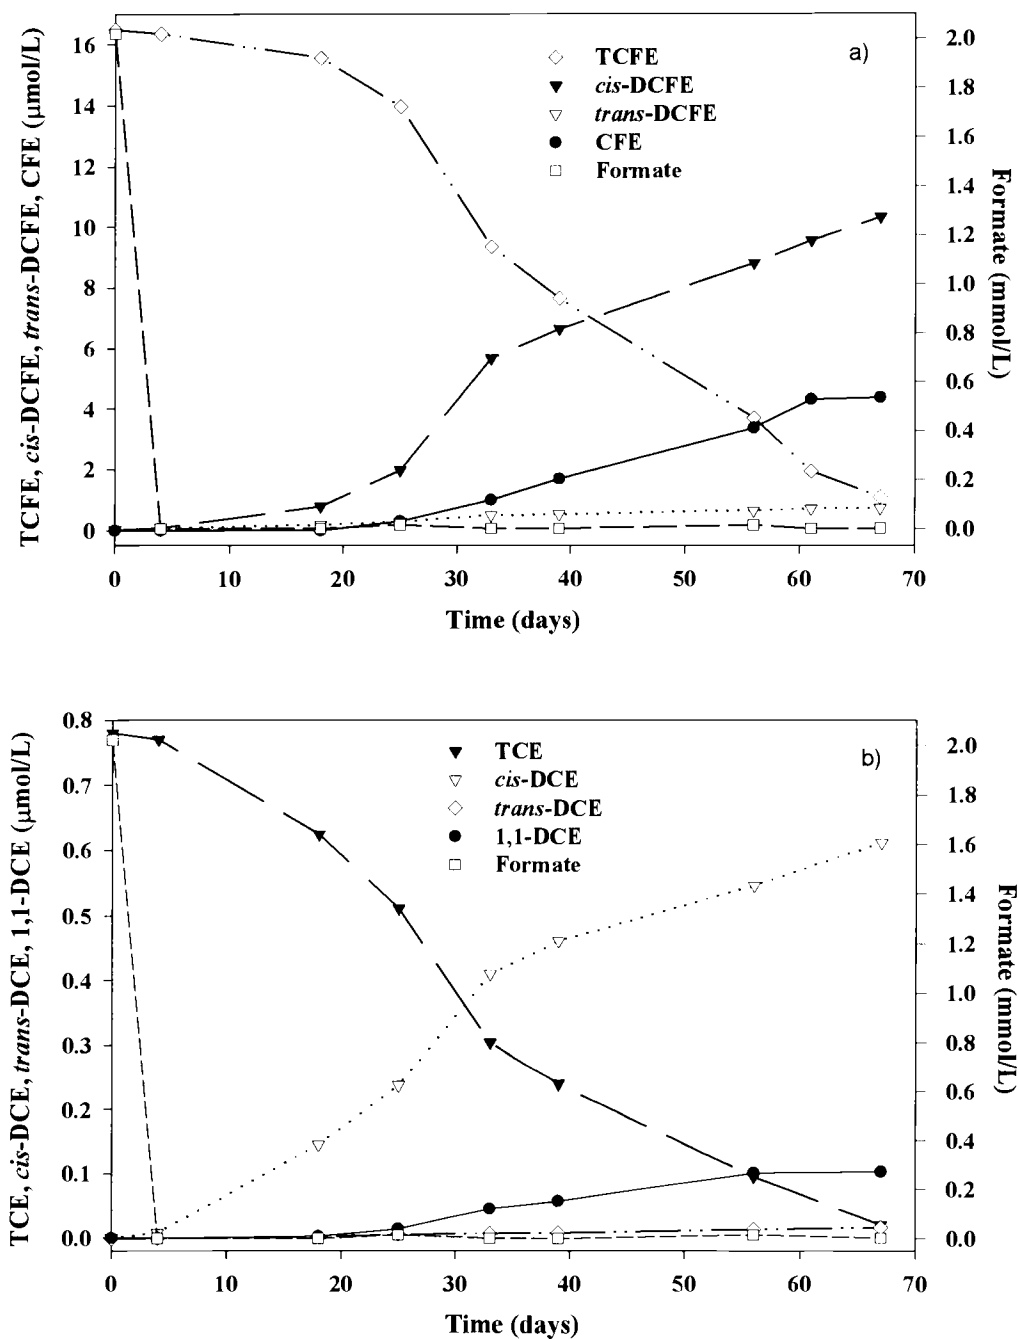 a)
TCFE
cis-DCFE
trans-DCFE
CFE
Formate
TCFE, cis-DCFE, trans-DCFE, CFE (μmol/L)
16
14
12
10
8
6
4
2
0
Formate (mmol/L)
2.0
1.8
1.6
1.4
1.2
1.0
0.8
0.6
0.4
0.2
0.0
0 10 20 30 40 50 60 70
Time (days)
b)
TCE
cis-DCE
trans-DCE
1,1-DCE
Formate
TCE, cis-DCE, trans-DCE, 1,1-DCE (μmol/L)
0.8
0.7
0.6
0.5
0.4
0.3
0.2
0.1
0.0
Formate (mmol/L)
2.0
1.8
1.6
1.4
1.2
1.0
0.8
0.6
0.4
0.2
0.0
0 10 20 30 40 50 60 70
Time (days)